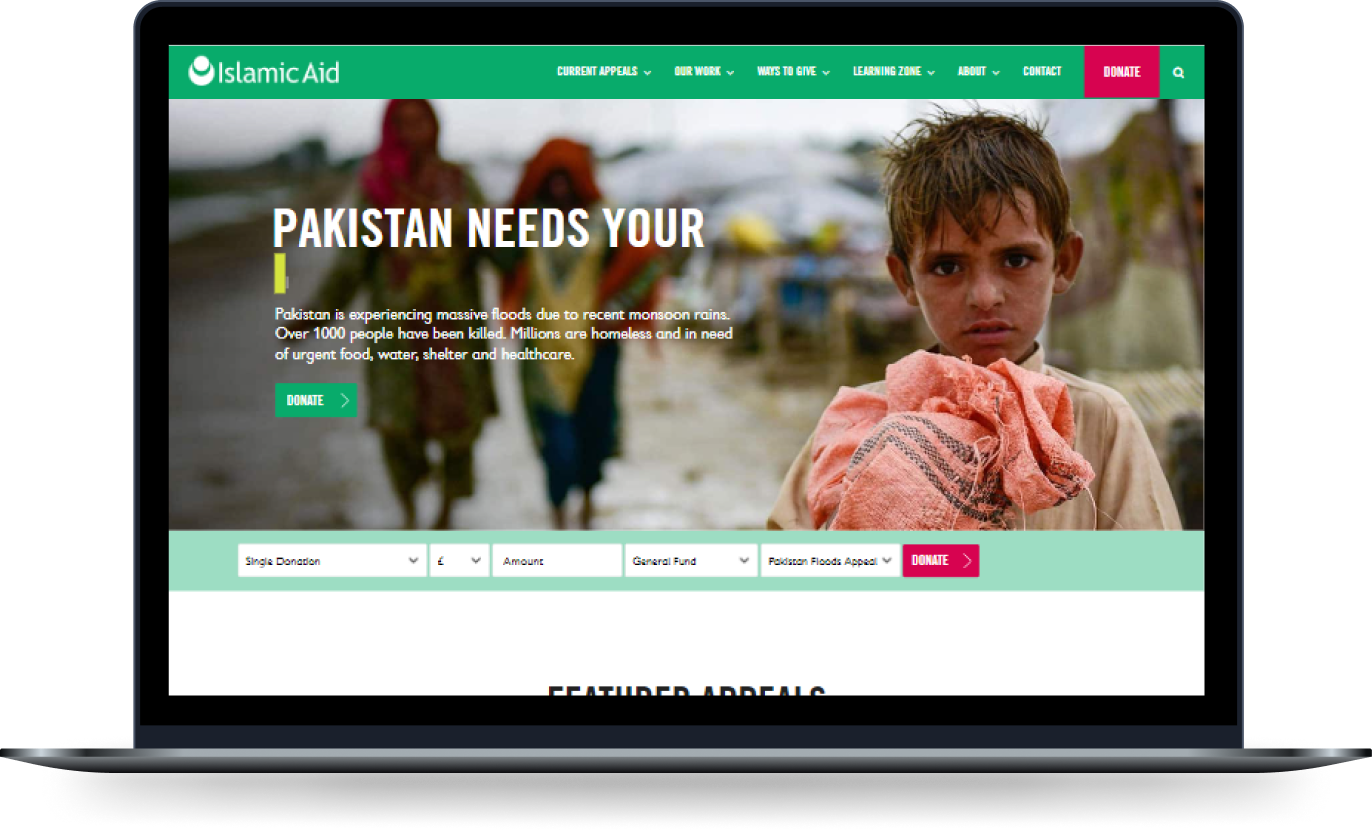 Islamic Aid
CURRENT APPEALS
OUR WORK
WAYS TO GIVE
LEARNING ZONE
ABOUT
CONTACT
DONATE
PAKISTAN NEEDS YOUR
Pakistan is experiencing massive floods due to recent monsoon rains.
Over 1000 people have been killed. Millions are homeless and in need
of urgent food, water, shelter and healthcare.
DONATE
Single Donation
£
Amount
General Fund
Pakistan Floods Appeal
DONATE
FEATURED APPEALS